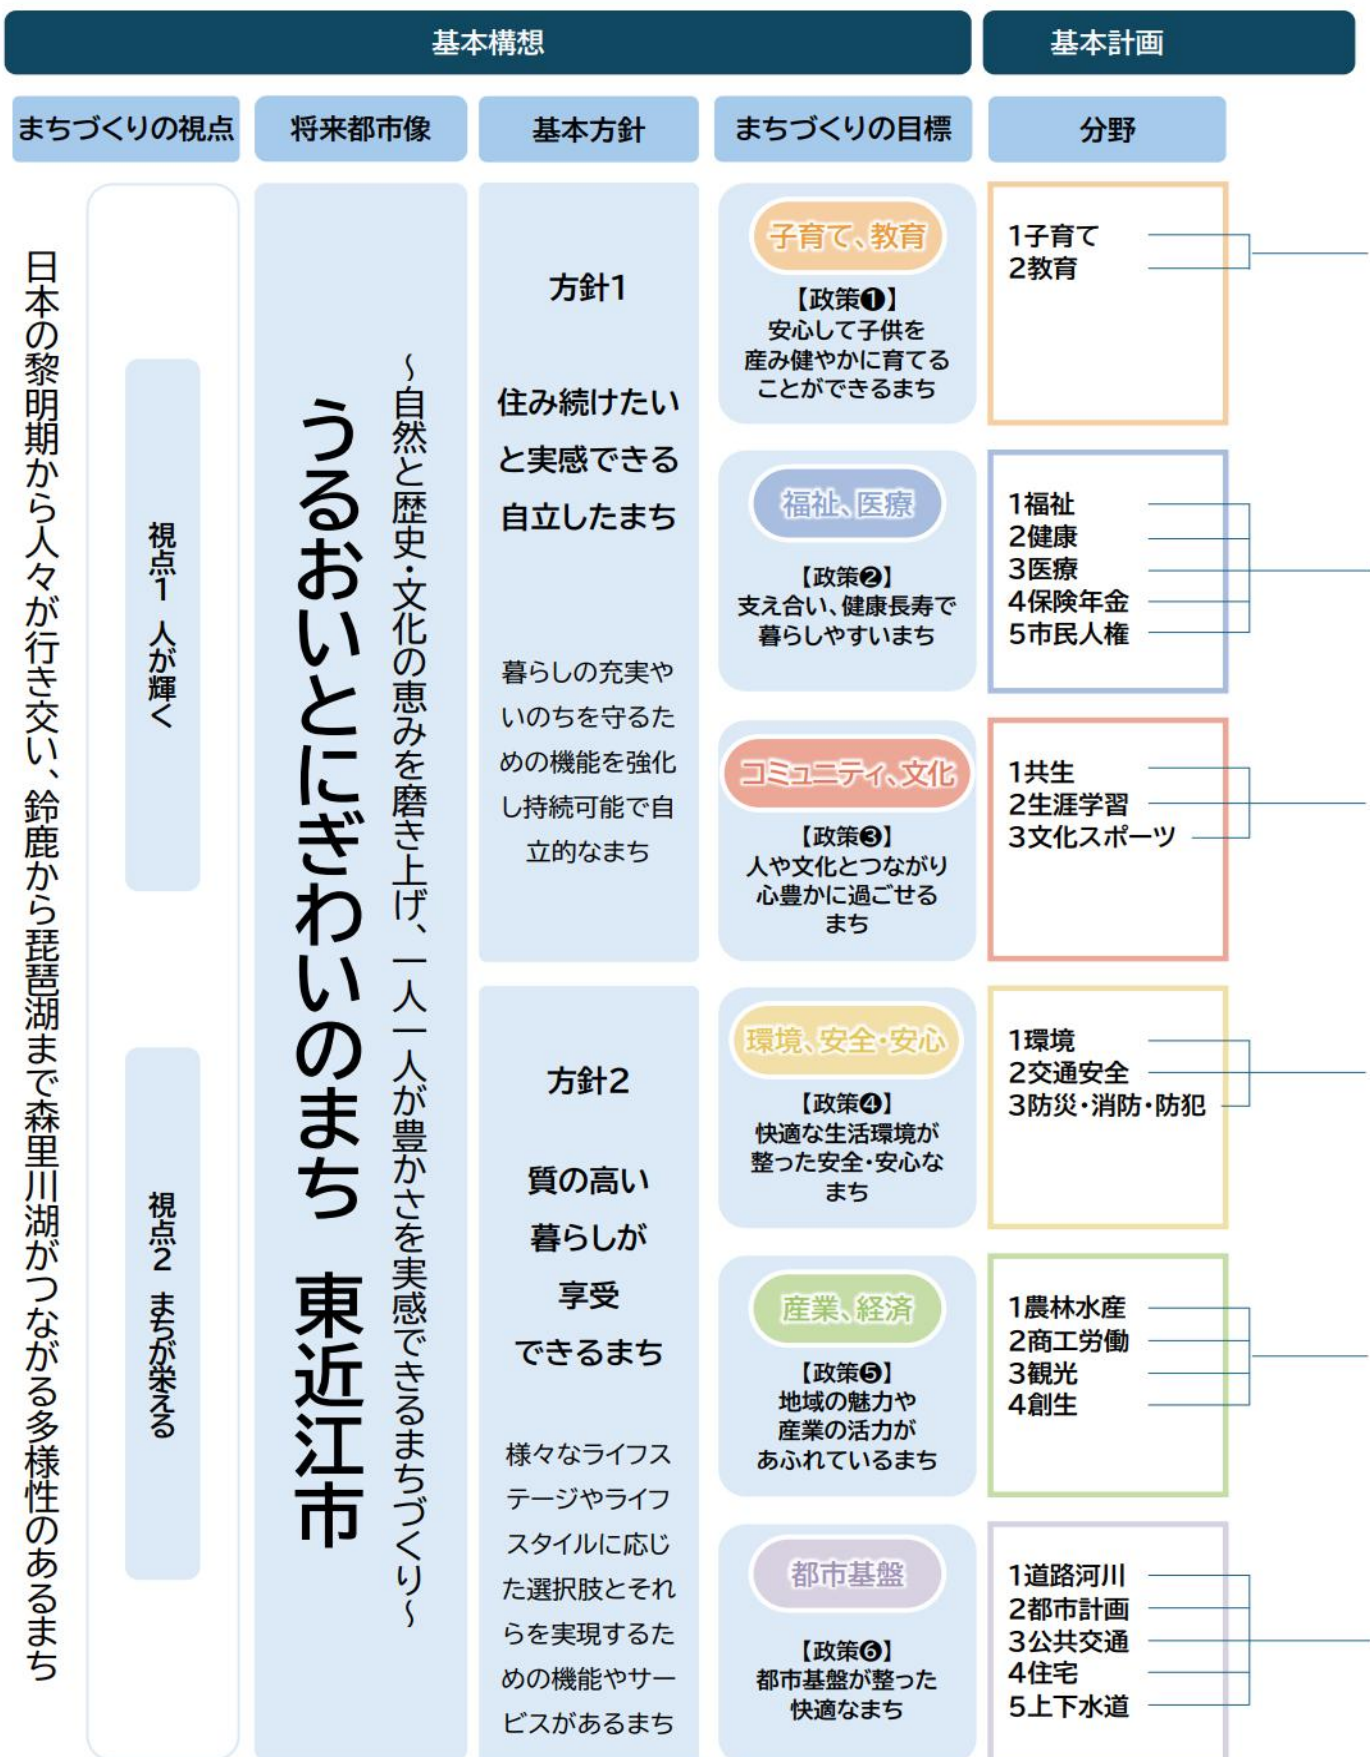 基本構想
基本計画
まちづくりの視点
将来都市像
基本方針
まちづくりの目標
分野
日本の黎明期から人々が行き交い、鈴鹿から琵琶湖まで森里川湖がつながる多様性のあるまち
視点1 人が輝く
視点2 まちが栄える
うるおいとにぎわいのまち 東近江市
～自然と歴史・文化の恵みを磨き上げ、一人一人が豊かさを実感できるまちづくり～
方針1
住み続けたい
と実感できる
自立したまち
暮らしの充実や
いのちを守るた
めの機能を強化
し持続可能で自
立的なまち
方針2
質の高い
暮らしが
享受
できるまち
様々なライフス
テージやライフ
スタイルに応じ
た選択肢とそれ
らを実現するた
めの機能やサー
ビスがあるまち
子育て、教育
【政策❶】
安心して子供を
産み健やかに育てる
ことができるまち
1子育て
2教育
福祉、医療
【政策❷】
支え合い、健康長寿で
暮らしやすいまち
1福祉
2健康
3医療
4保険年金
5市民人権
コミュニティ、文化
【政策❸】
人や文化とつながり
心豊かに過ごせる
まち
1共生
2生涯学習
3文化スポーツ
環境、安全・安心
【政策❹】
快適な生活環境が
整った安全・安心な
まち
1環境
2交通安全
3防災・消防・防犯
産業、経済
【政策❺】
地域の魅力や
産業の活力が
あふれているまち
1農林水産
2商工労働
3観光
4創生
都市基盤
【政策❻】
都市基盤が整った
快適なまち
1道路河川
2都市計画
3公共交通
4住宅
5上下水道